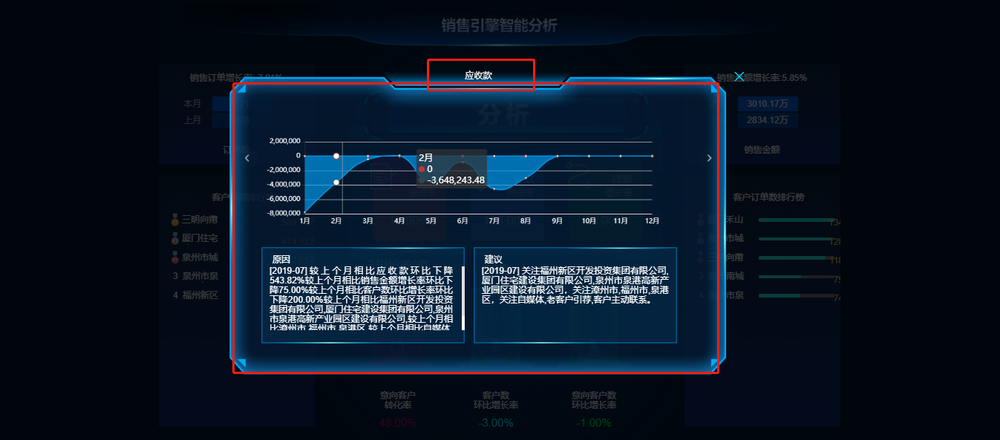 销售引擎智能分析
应收款
销售订单增长率:7.91%
增长率:5.85%
本月
上月
3010.17万
2834.12万
销售金额
分析
2,000,000
0
-2,000,000
-4,000,000
-6,000,000
-8,000,000
2月
0
-3,648,243.48
1月 2月 3月 4月 5月 6月 7月 8月 9月 10月 11月 12月
客户
三明向莆
厦门住宅
泉州市城
3 泉州市泉
4 福州新区
客户订单数排行榜
禾山
市城
向莆
南城
市泉
原因
[2019-07]较上个月相比应收款环比下降
543.82%较上个月相比销售金额增长率环比下
降75.00%较上个月相比客户数环比增长率环比
下降200.00%较上个月相比福州新区开发投资
集团有限公司,厦门住宅建设集团有限公司,泉州
市泉港高新产业园区建设有限公司,较上个月相
比漳州市,福州市,泉港区,较上个月相比自媒体,
建议
[2019-07]关注福州新区开发投资集团有限公司,
厦门住宅建设集团有限公司,泉州市泉港高新产
业园区建设有限公司，关注漳州市,福州市,泉港
区，关注自媒体,老客户引荐,客户主动联系。
意向客户
转化率
48.00%
客户数
环比增长率
-3.00%
意向客户数
环比增长率
-1.00%